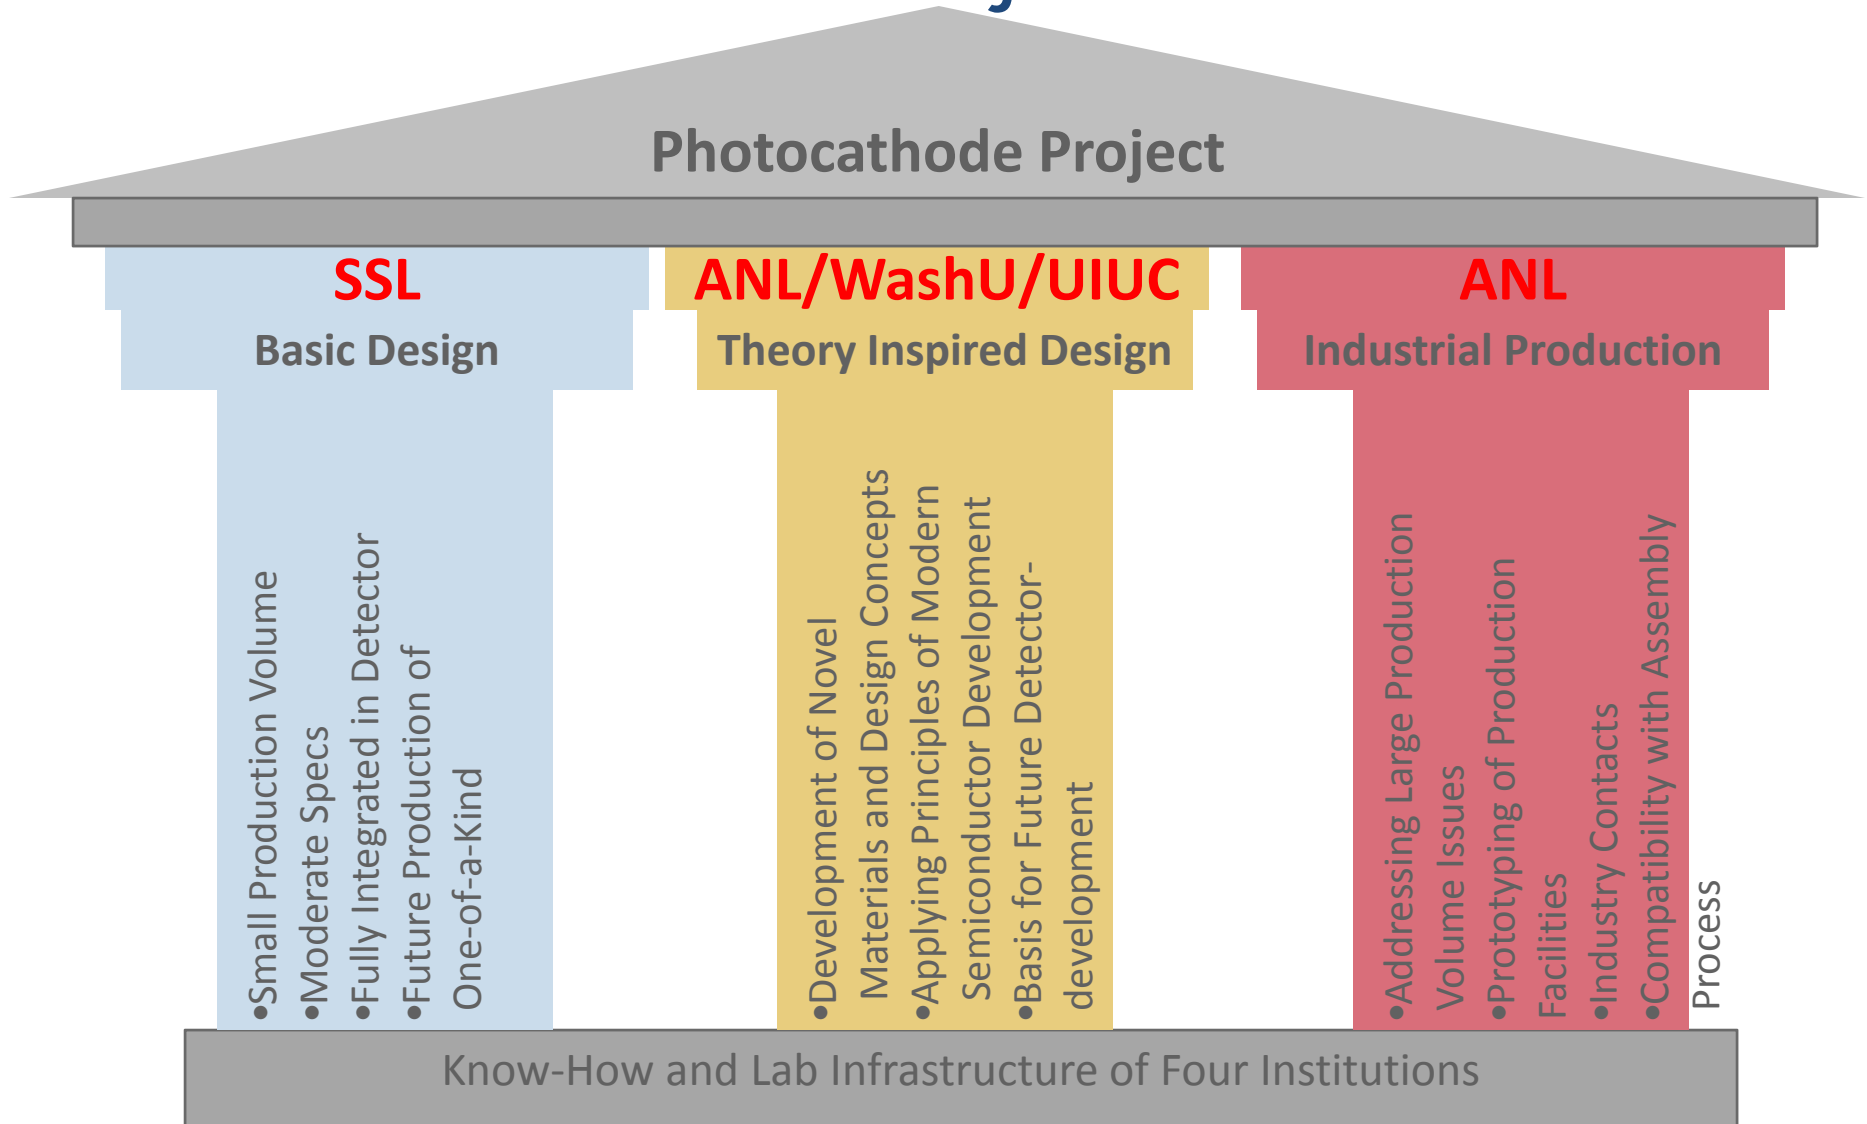 Photocathode Project
SSL
Basic Design
•Small Production Volume
•Moderate Specs
•Fully Integrated in Detector
•Future Production of
One-of-a-Kind
ANL/WashU/UIUC
Theory Inspired Design
•Development of Novel
Materials and Design Concepts
•Applying Principles of Modern
Semiconductor Development
•Basis for Future Detector-
development
ANL
Industrial Production
•Addressing Large Production
Volume Issues
•Prototyping of Production
Facilities
•Industry Contacts
•Compatibility with Assembly
Process
Know-How and Lab Infrastructure of Four Institutions